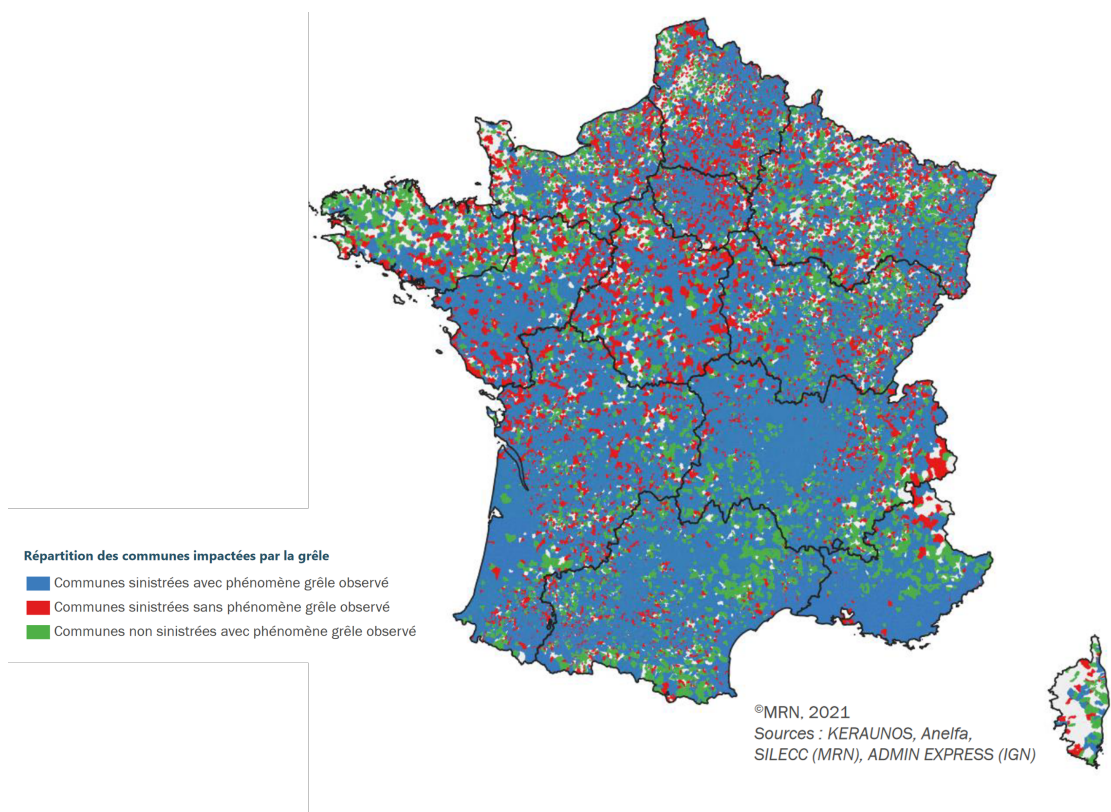 Répartition des communes impactées par la grêle
Communes sinistrées avec phénomène grêle observé
Communes sinistrées sans phénomène grêle observé
Communes non sinistrées avec phénomène grêle observé
©MRN, 2021
Sources : KERAUNOS, Anelfa,
SILECC (MRN), ADMIN EXPRESS (IGN)